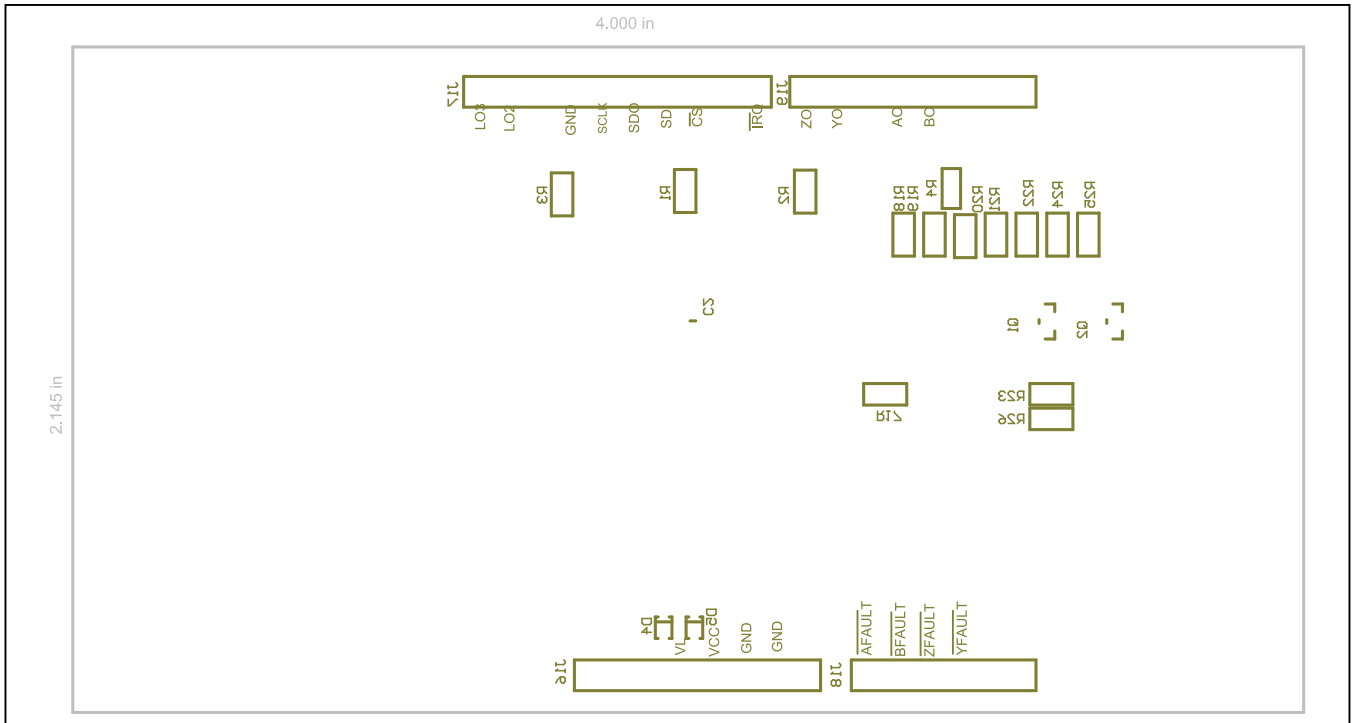 4.000 in
J17
J19
LO3
LO2
GND
SCLK
SDO
SD
CS
IRQ
ZO
YO
AO
BO
R3
R1
R2
R18
R19
R4
R20
R21
R22
R24
R25
C2
Q1
Q2
2.145 in
R17
R23
R26
D4
D5
VL
VCC
GND
GND
AFAULT
BFAULT
ZFAULT
YFAULT
J16
J18